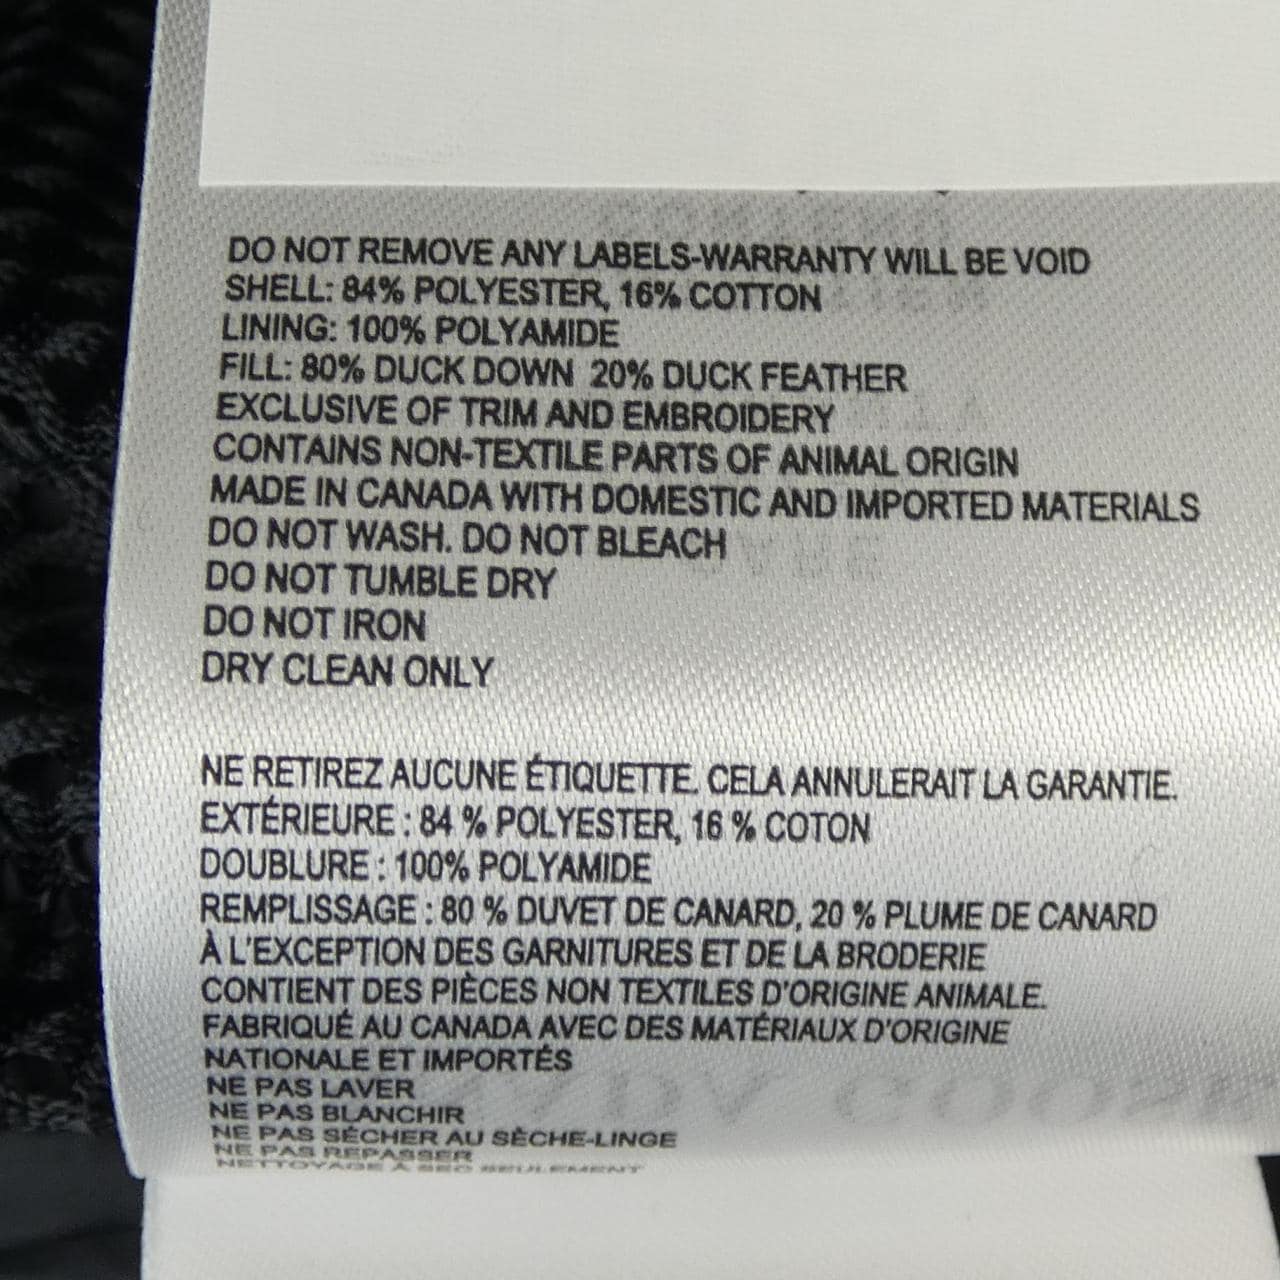 DO NOT REMOVE ANY LABELS-WARRANTY WILL BE VOID
SHELL: 84% POLYESTER, 16% COTTON
LINING: 100% POLYAMIDE
FILL: 80% DUCK DOWN 20% DUCK FEATHER
EXCLUSIVE OF TRIM AND EMBROIDERY
CONTAINS NON-TEXTILE PARTS OF ANIMAL ORIGIN
MADE IN CANADA WITH DOMESTIC AND IMPORTED MATERIALS
DO NOT WASH. DO NOT BLEACH
DO NOT TUMBLE DRY
DO NOT IRON
DRY CLEAN ONLY
NE RETIREZ AUCUNE ÉTIQUETTE. CELA ANNULERAIT LA GARANTIE.
EXTÉRIEURE : 84 % POLYESTER, 16 % COTON
DOUBLURE : 100% POLYAMIDE
REMPLISSAGE : 80 % DUVET DE CANARD, 20 % PLUME DE CANARD
À L'EXCEPTION DES GARNITURES ET DE LA BRODERIE
CONTIENT DES PIÈCES NON TEXTILES D'ORIGINE ANIMALE.
FABRIQUÉ AU CANADA AVEC DES MATÉRIAUX D'ORIGINE
NATIONALE ET IMPORTÉS
NE PAS LAVER
NE PAS BLANCHIR
NE PAS SÉCHER AU SÈCHE-LINGE
NE PAS REPASSER
NETTOYAGE À SEC SEULEMENT